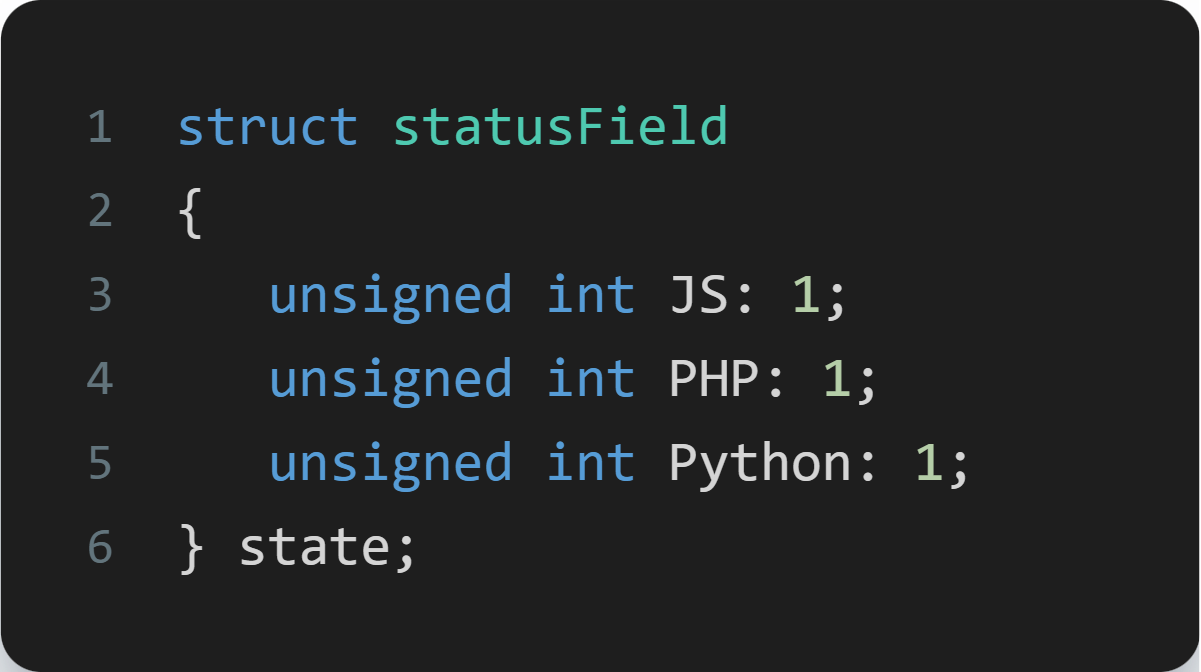 1 struct statusField
2 {
3 unsigned int JS: 1;
4 unsigned int PHP: 1;
5 unsigned int Python: 1;
6 } state;